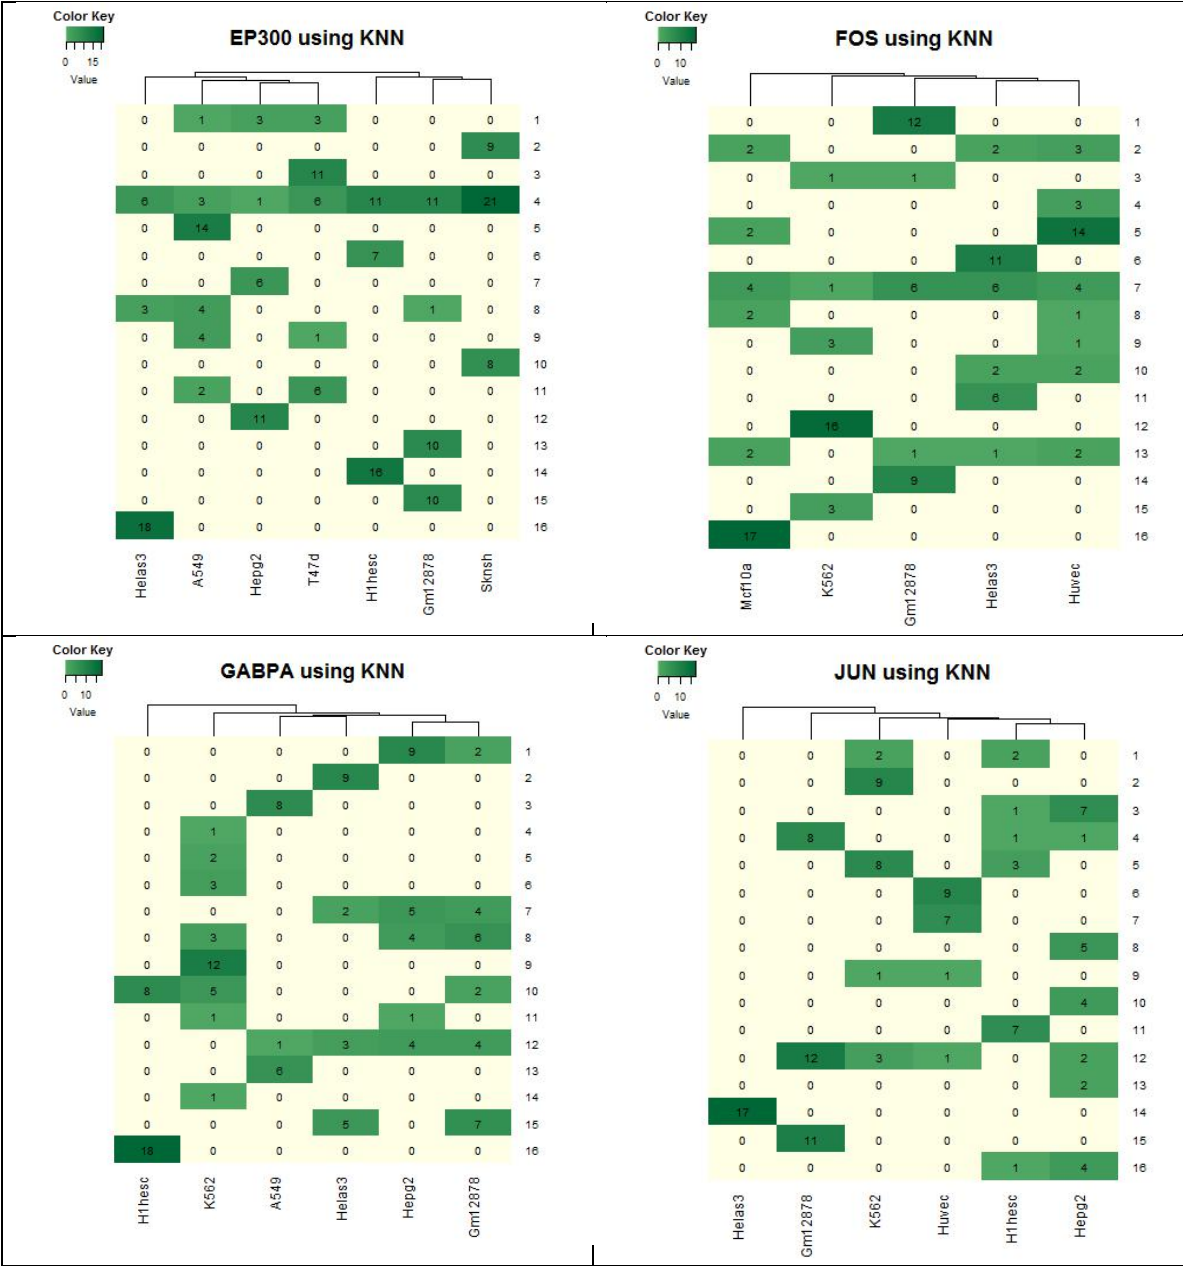 Color Key
0 15
Value
EP300 using KNN
0 1 3 3 0 0 0 1
0 0 0 0 0 0 9 2
0 0 0 11 0 0 0 3
6 3 1 6 11 11 21 4
0 14 0 0 0 0 0 5
0 0 0 0 7 0 0 6
0 0 6 0 0 0 0 7
3 4 0 0 0 1 0 8
0 4 0 1 0 0 0 9
0 0 0 0 0 0 8 10
0 2 0 6 0 0 0 11
0 0 11 0 0 0 0 12
0 0 0 0 0 10 0 13
0 0 0 0 16 0 0 14
0 0 0 0 0 10 0 15
18 0 0 0 0 0 0 16
Helas3 A549 Hepg2 T47d H1hesc Gm12878 Sknsh
Color Key
0 10
Value
FOS using KNN
0 0 12 0 0 1
2 0 0 2 3 2
0 1 1 0 0 3
0 0 0 0 3 4
2 0 0 0 14 5
0 0 0 11 0 6
4 1 6 6 4 7
2 0 0 0 1 8
0 3 0 0 1 9
0 0 0 2 2 10
0 0 0 6 0 11
0 16 0 0 0 12
2 0 1 1 2 13
0 0 9 0 0 14
0 3 0 0 0 15
17 0 0 0 0 16
Mcf10a K562 Gm12878 Helas3 Huvec
Color Key
0 10
Value
GABPA using KNN
0 0 0 0 9 2 1
0 0 0 9 0 0 2
0 0 8 0 0 0 3
0 1 0 0 0 0 4
0 2 0 0 0 0 5
0 3 0 0 0 0 6
0 0 0 2 5 4 7
0 3 0 0 4 6 8
0 12 0 0 0 0 9
8 5 0 0 0 2 10
0 1 0 0 1 0 11
0 0 1 3 4 4 12
0 0 6 0 0 0 13
0 1 0 0 0 0 14
0 0 0 5 0 7 15
18 0 0 0 0 0 16
H1hesc K562 A549 Helas3 Hepg2 Gm12878
Color Key
0 10
Value
JUN using KNN
0 0 2 0 2 0 1
0 0 9 0 0 0 2
0 0 0 0 1 7 3
0 8 0 0 1 1 4
0 0 8 0 3 0 5
0 0 0 9 0 0 6
0 0 0 7 0 0 7
0 0 0 0 0 5 8
0 0 1 1 0 0 9
0 0 0 0 0 4 10
0 0 0 0 7 0 11
0 12 3 1 0 2 12
0 0 0 0 0 2 13
17 0 0 0 0 0 14
0 11 0 0 0 0 15
0 0 0 0 1 4 16
Helas3 Gm12878 K562 Huvec H1hesc Hepg2